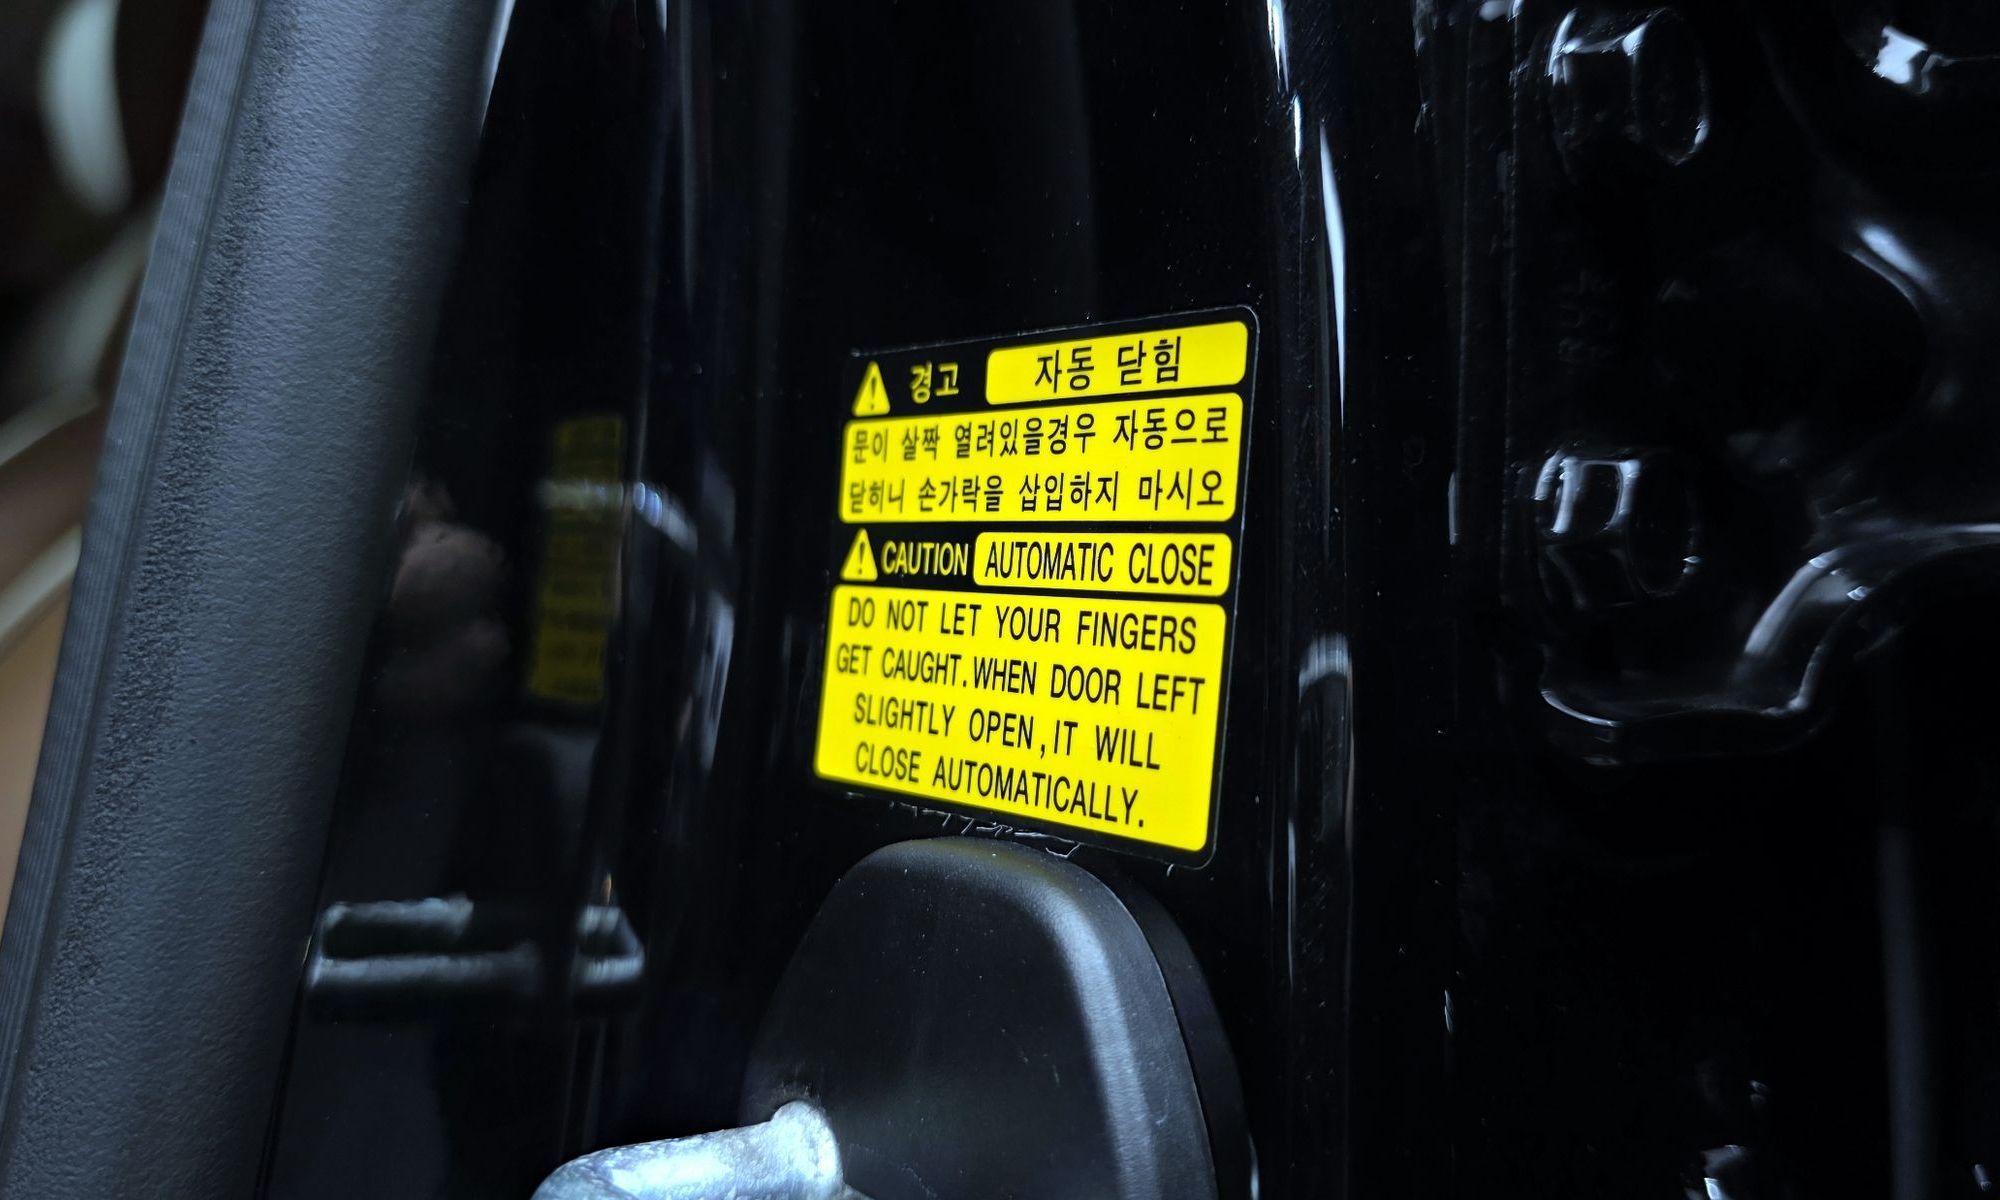 경고 자동 닫힘
문이 살짝 열려있을경우 자동으로
닫히니 손가락을 삽입하지 마시오
CAUTION AUTOMATIC CLOSE
DO NOT LET YOUR FINGERS
GET CAUGHT.WHEN DOOR LEFT
SLIGHTLY OPEN,IT WILL
CLOSE AUTOMATICALLY.